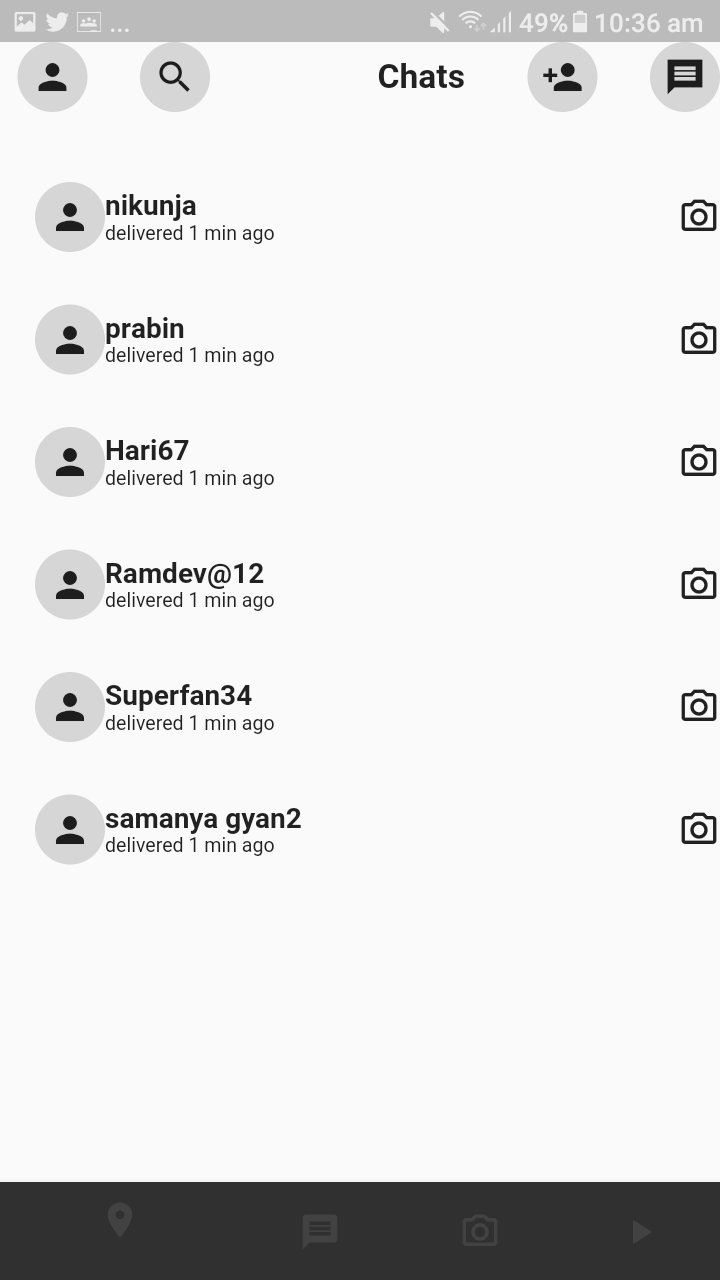 ... 49% 10:36 am
Chats
nikunja
delivered 1 min ago
prabin
delivered 1 min ago
Hari67
delivered 1 min ago
Ramdev@12
delivered 1 min ago
Superfan34
delivered 1 min ago
samanya gyan2
delivered 1 min ago